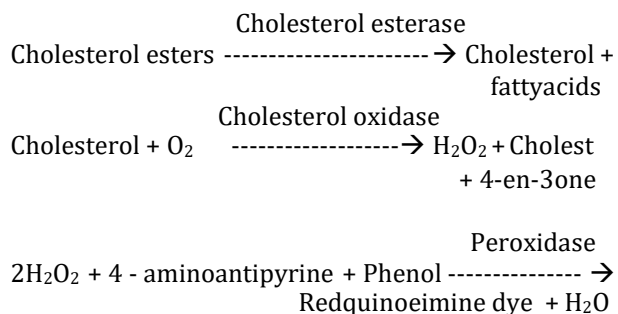 Cholesterol esterase
Cholesterol esters ------------------------→ Cholesterol +
fattyacids
Cholesterol oxidase
Cholesterol + O₂ -------------------→ H₂O₂ + Cholest
+ 4-en-3one
Peroxidase
2H₂O₂ + 4 - aminoantipyrine + Phenol --------------- →
Redquinoeimine dye + H₂O